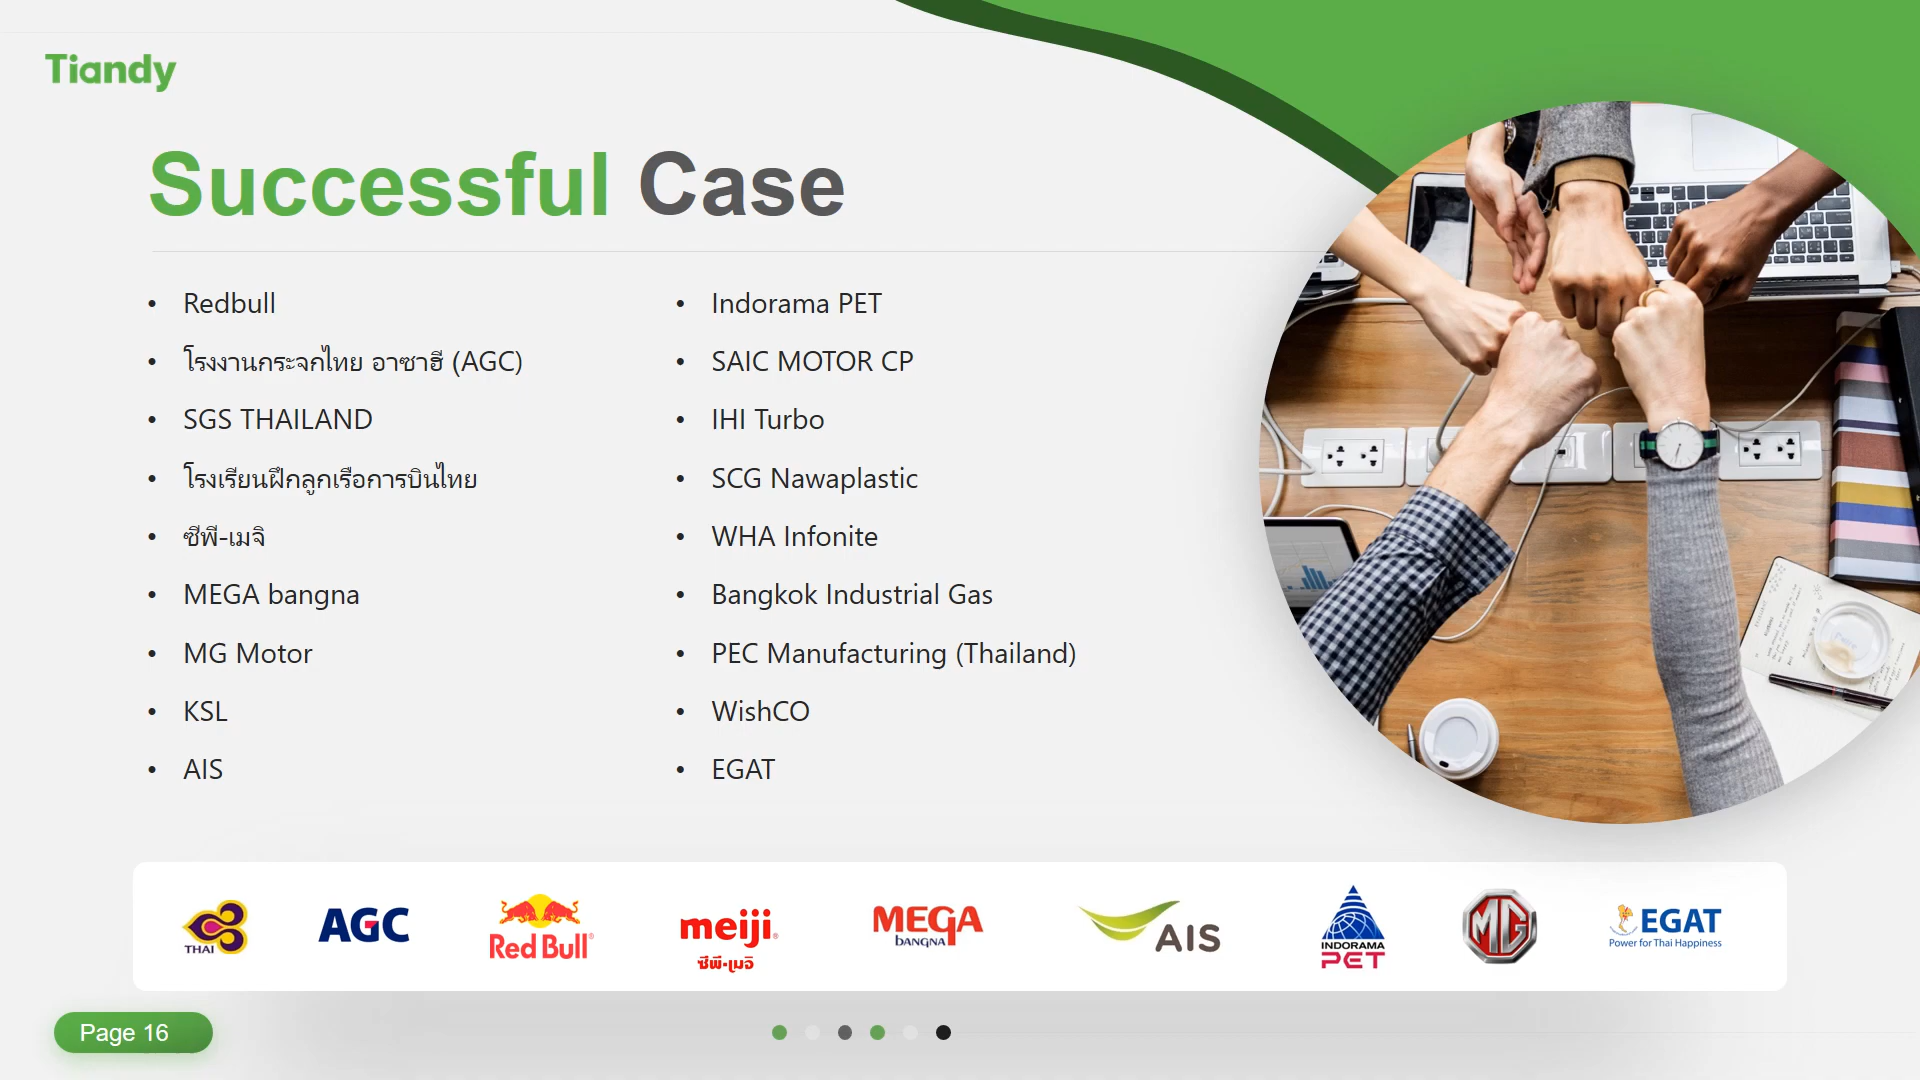 Tiandy
Successful Case
• Redbull
• โรงงานกระจกไทย อาซาฮี (AGC)
• SGS THAILAND
• โรงเรียนฝึกลูกเรือการบินไทย
• ซีพี-เมจิ
• MEGA bangna
• MG Motor
• KSL
• AIS
• Indorama PET
• SAIC MOTOR CP
• IHI Turbo
• SCG Nawaplastic
• WHA Infonite
• Bangkok Industrial Gas
• PEC Manufacturing (Thailand)
• WishCO
• EGAT
THAI
AGC
Red Bull®
meiji®
ซีพี-เมจิ
MEGA
bANGNA
AIS
INDORAMA
PET
MG
EGAT
Power for Thai Happiness
Page 16